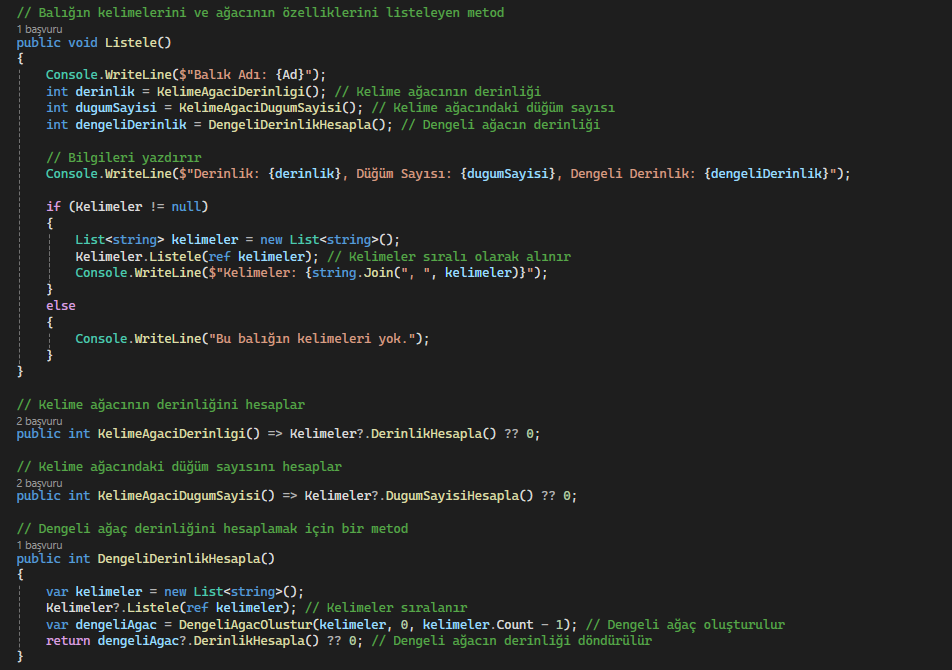 // Balığın kelimelerini ve ağacının özelliklerini listeleyen metod
1 başvuru
public void Listele()
{
Console.WriteLine($"Balık Adı: {Ad}");
int derinlik = KelimeAgaciDerinligi(); // Kelime ağacının derinliği
int dugumSayisi = KelimeAgaciDugumSayisi(); // Kelime ağacındaki düğüm sayısı
int dengeliDerinlik = DengeliDerinlikHesapla(); // Dengeli ağacın derinliği
// Bilgileri yazdırır
Console.WriteLine($"Derinlik: {derinlik}, Düğüm Sayısı: {dugumSayisi}, Dengeli Derinlik: {dengeliDerinlik}");
if (Kelimeler != null)
{
List<string> kelimeler = new List<string>();
Kelimeler.Listele(ref kelimeler); // Kelimeler sıralı olarak alınır
Console.WriteLine($"Kelimeler: {string.Join(", ", kelimeler)}");
}
else
{
Console.WriteLine("Bu balığın kelimeleri yok.");
}
}
// Kelime ağacının derinliğini hesaplar
2 başvuru
public int KelimeAgaciDerinligi() => Kelimeler?.DerinlikHesapla() ?? 0;
// Kelime ağacındaki düğüm sayısını hesaplar
2 başvuru
public int KelimeAgaciDugumSayisi() => Kelimeler?.DugumSayisiHesapla() ?? 0;
// Dengeli ağaç derinliğini hesaplamak için bir metod
1 başvuru
public int DengeliDerinlikHesapla()
{
var kelimeler = new List<string>();
Kelimeler?.Listele(ref kelimeler); // Kelimeler sıralanır
var dengeliAgac = DengeliAgacOlustur(kelimeler, 0, kelimeler.Count - 1); // Dengeli ağaç oluşturulur
return dengeliAgac?.DerinlikHesapla() ?? 0; // Dengeli ağacın derinliği döndürülür
}